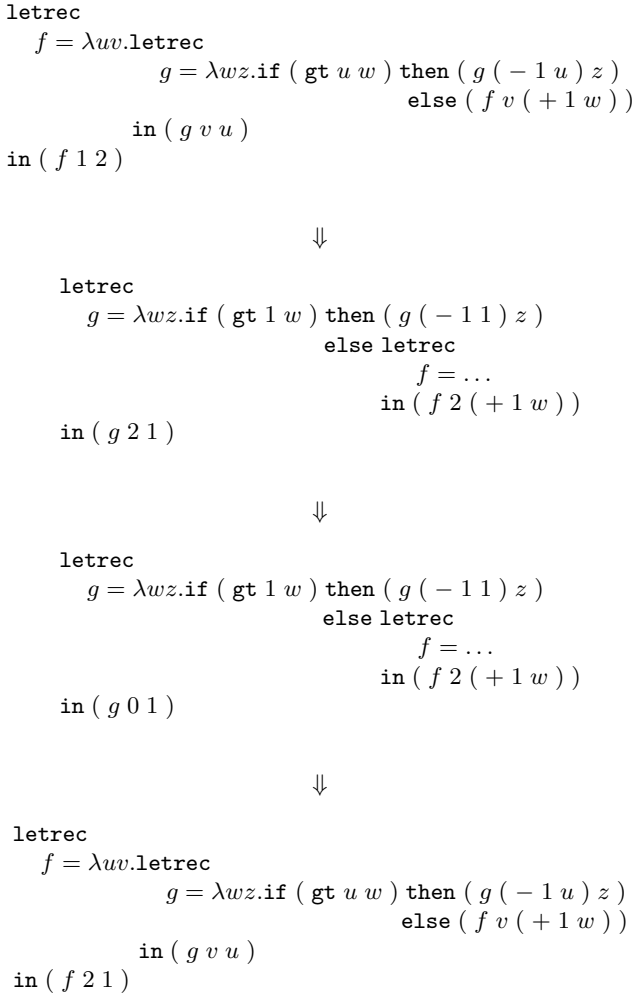 letrec
f = λuv.letrec
g = λwz.if ( gt u w ) then ( g ( − 1 u ) z )
else ( f v ( + 1 w ) )
in ( g v u )
in ( f 1 2 )
⇓
letrec
g = λwz.if ( gt 1 w ) then ( g ( − 1 1 ) z )
else letrec
f = …
in ( f 2 ( + 1 w ) )
in ( g 2 1 )
⇓
letrec
g = λwz.if ( gt 1 w ) then ( g ( − 1 1 ) z )
else letrec
f = …
in ( f 2 ( + 1 w ) )
in ( g 0 1 )
⇓
letrec
f = λuv.letrec
g = λwz.if ( gt u w ) then ( g ( − 1 u ) z )
else ( f v ( + 1 w ) )
in ( g v u )
in ( f 2 1 )